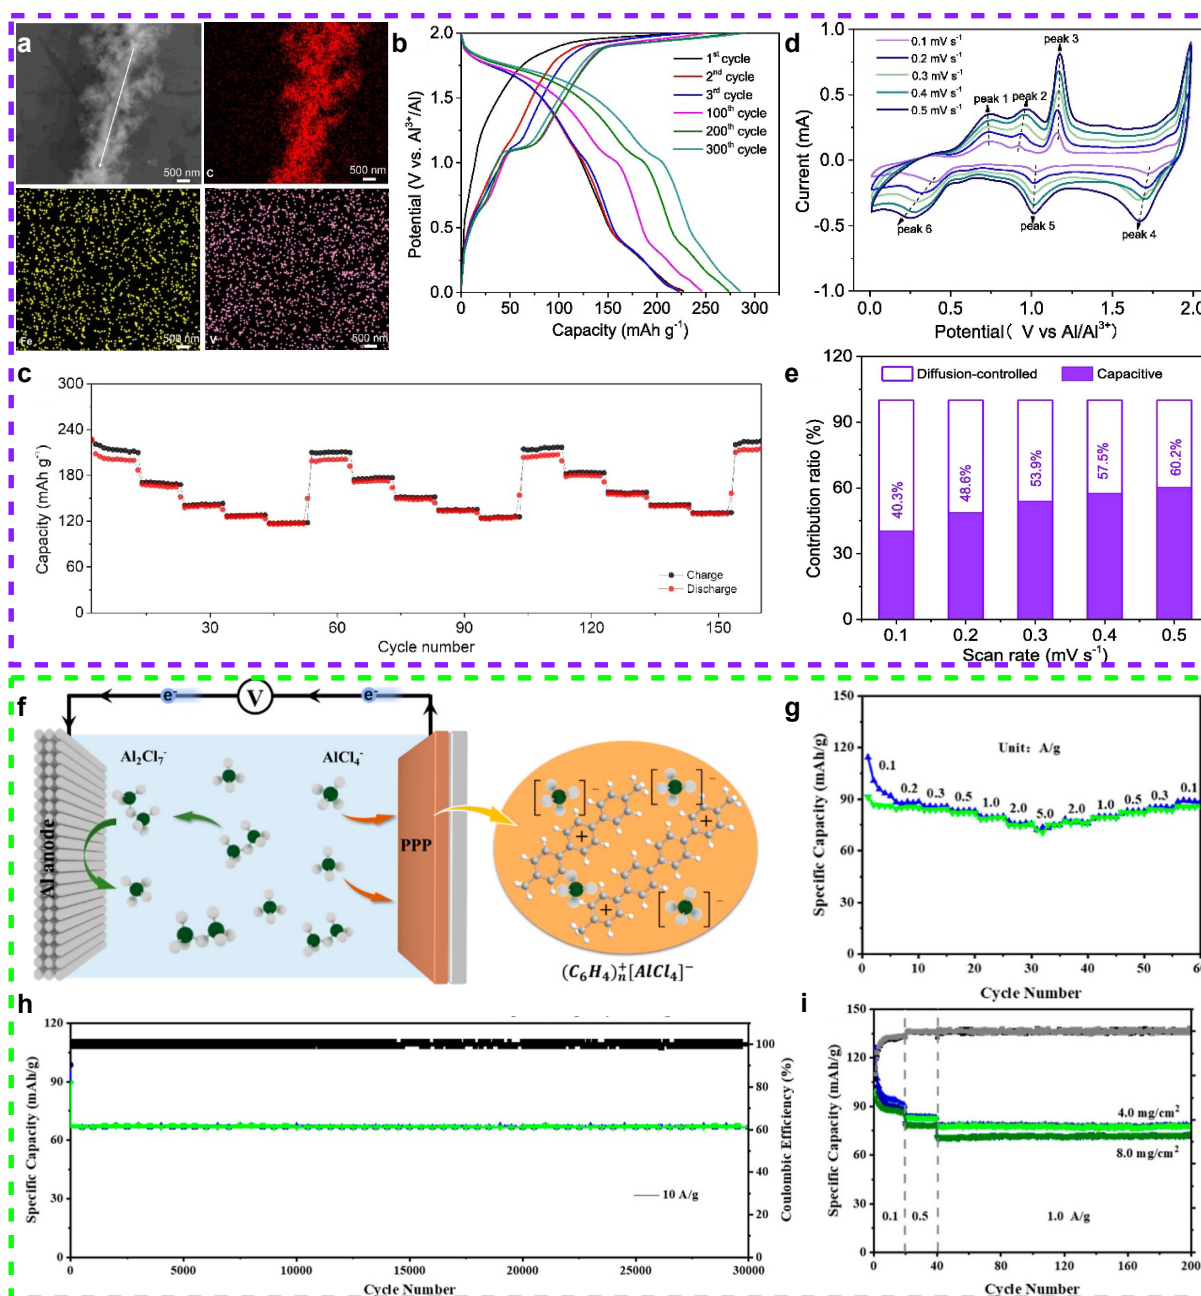 a
500 nm
C
500 nm
Fe
500 nm
V
500 nm
b
Potential (V vs. Al³⁺/Al)
2.0
1.6
1.2
0.8
0.4
0.0
0 50 100 150 200 250 300
Capacity (mAh g⁻¹)
1ˢᵗ cycle
2ⁿᵈ cycle
3ʳᵈ cycle
100ᵗʰ cycle
200ᵗʰ cycle
300ᵗʰ cycle
d
Current (mA)
1.0
0.5
0.0
-0.5
-1.0
0.0 0.5 1.0 1.5 2.0
Potential( V vs Al/Al³⁺)
0.1 mV s⁻¹
0.2 mV s⁻¹
0.3 mV s⁻¹
0.4 mV s⁻¹
0.5 mV s⁻¹
peak 1
peak 2
peak 3
peak 4
peak 5
peak 6
c
Capacity (mAh g⁻¹)
300
240
180
120
60
0
30 60 90 120 150
Cycle number
Charge
Discharge
e
Contribution ratio (%)
120
90
60
30
0
Diffusion-controlled
Capacitive
40.3%
48.6%
53.9%
57.5%
60.2%
0.1 0.2 0.3 0.4 0.5
Scan rate (mV s⁻¹)
f
e⁻ V e⁻
Al anode
Al₂Cl₇⁻
AlCl₄⁻
PPP
[ ]⁻
[ ]⁻
[ ]⁻
+
+
+
(C₆H₄)ₙ⁺[AlCl₄]⁻
g
Specific Capacity (mAh/g)
150
120
90
60
30
0
Unit: A/g
0.1 0.2 0.3 0.5 1.0 2.0 5.0 2.0 1.0 0.5 0.3 0.1
0 10 20 30 40 50 60
Cycle Number
h
Specific Capacity (mAh/g)
120
90
60
30
0
10 A/g
100
80
60
40
20
0
Coulombic Efficiency (%)
0 5000 10000 15000 20000 25000 30000
Cycle Number
i
Specific Capacity (mAh/g)
150
120
90
60
30
0
4.0 mg/cm²
8.0 mg/cm²
0.1 0.5 1.0 A/g
0 20 40 60 80 100 120 140 160 180 200
Cycle Number